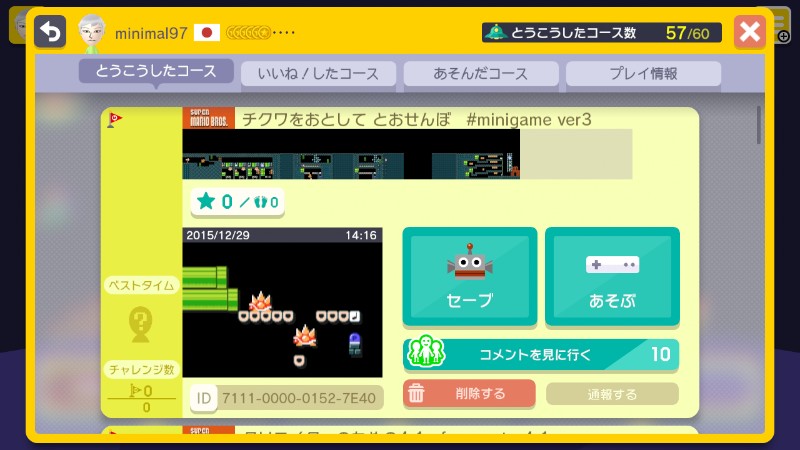 minimal97
とうこうしたコース数 57/60
とうこうしたコース
いいね！したコース
あそんだコース
プレイ情報
SUPER MARIO BROS.
チクワをおとして とおせんぼ #minigame ver3
0 / 0
2015/12/29 14:16
ベストタイム
チャレンジ数
0
0
セーブ
あそぶ
コメントを見に行く 10
削除する
通報する
ID 7111-0000-0152-7E40
SUPER